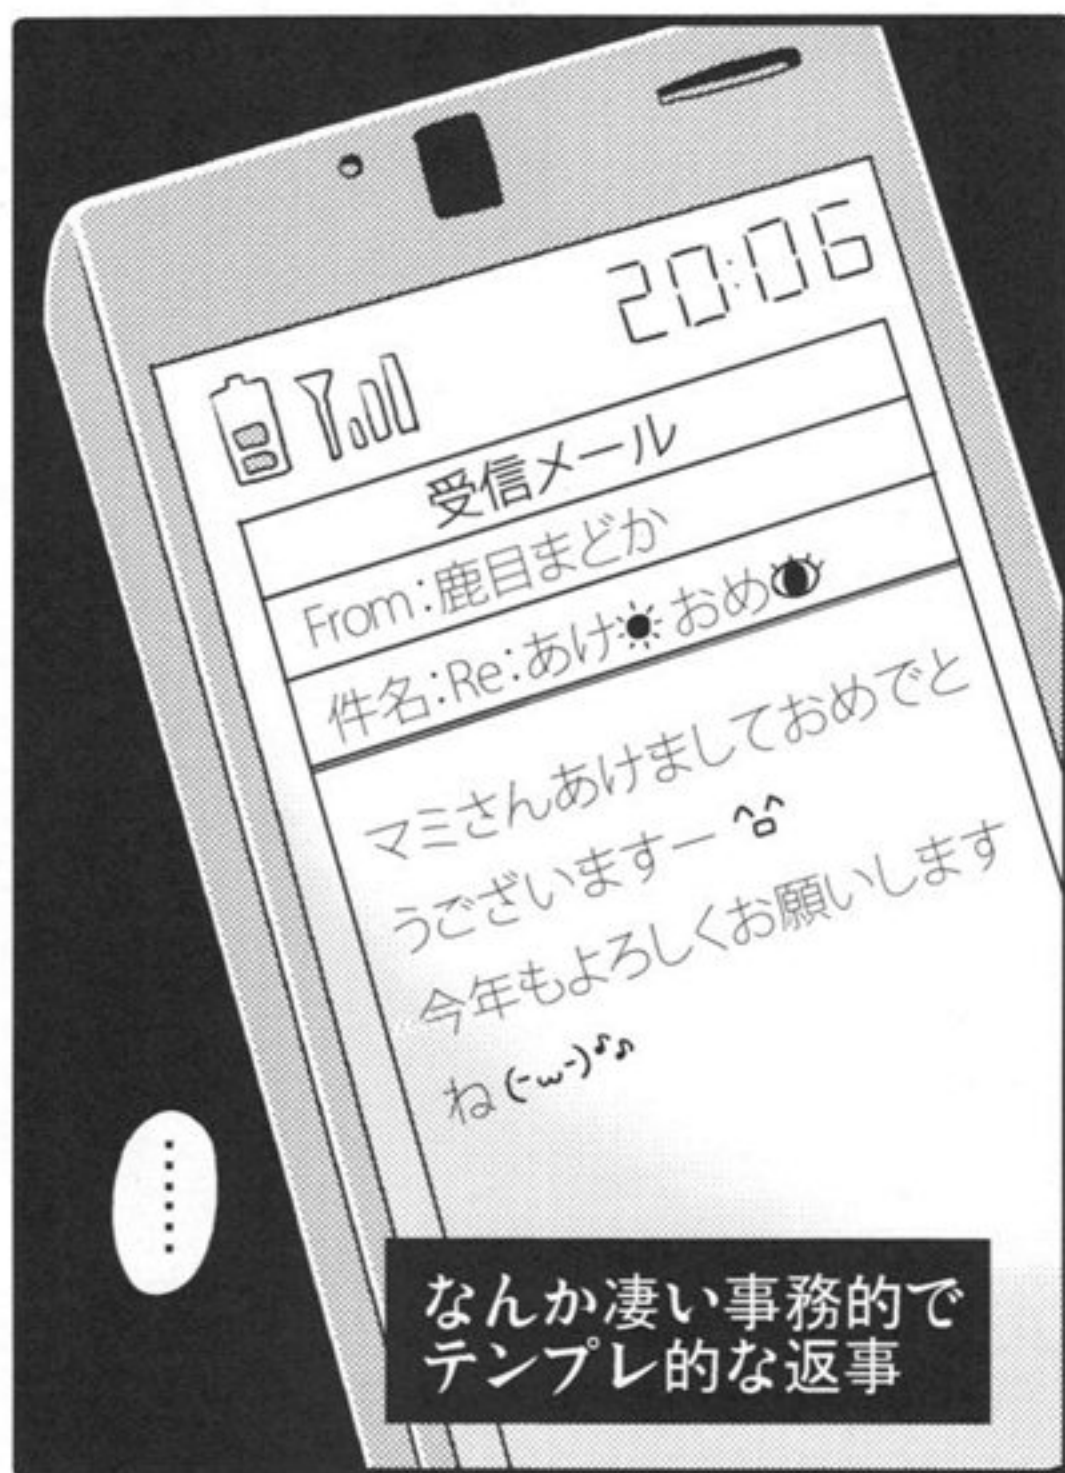 20:06
受信メール
From:鹿目まどか
件名:Re:あけ☀おめ👁
マミさんあけましておめでと
うございますー^ロ^
今年もよろしくお願いします
ね(-ω-)♪♪
……
なんか凄い事務的で
テンプレ的な返事